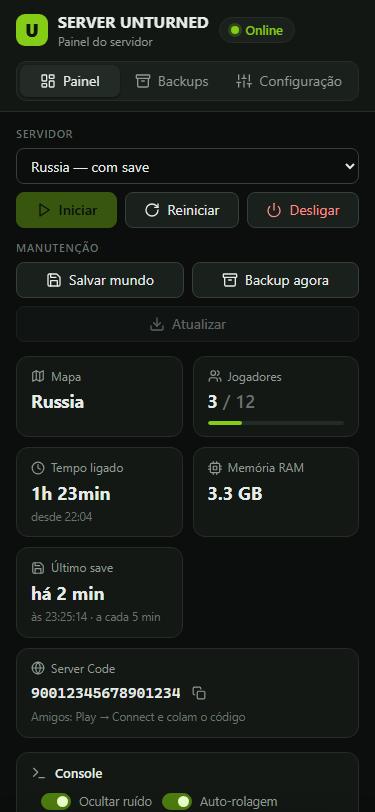 U SERVER UNTURNED
Painel do servidor
Online
Painel Backups Configuração
SERVIDOR
Russia — com save
Iniciar Reiniciar Desligar
MANUTENÇÃO
Salvar mundo Backup agora
Atualizar
Mapa
Russia
Jogadores
3 / 12
Tempo ligado
1h 23min
desde 22:04
Memória RAM
3.3 GB
Último save
há 2 min
às 23:25:14 · a cada 5 min
Server Code
90012345678901234
Amigos: Play → Connect e colam o código
Console
Ocultar ruído Auto-rolagem